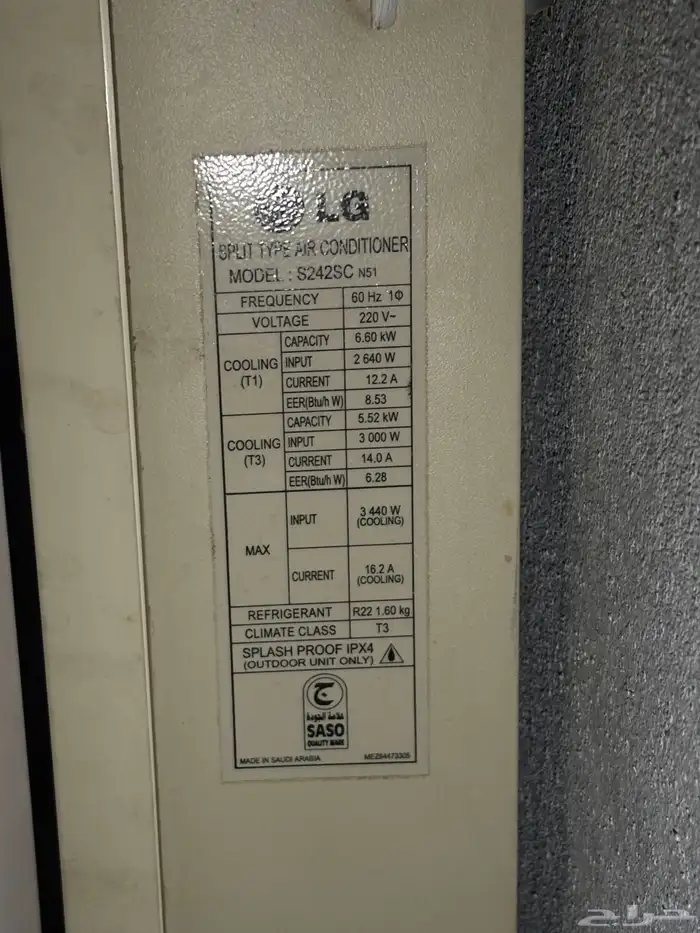 LG
SPLIT TYPE AIR CONDITIONER
MODEL : S242SC N51
FREQUENCY 60 Hz 1Φ
VOLTAGE 220 V~
COOLING (T1)
CAPACITY 6.60 kW
INPUT 2 640 W
CURRENT 12.2 A
EER(Btu/h W) 8.53
COOLING (T3)
CAPACITY 5.52 kW
INPUT 3 000 W
CURRENT 14.0 A
EER(Btu/h W) 6.28
MAX
INPUT 3 440 W (COOLING)
CURRENT 16.2 A (COOLING)
REFRIGERANT R22 1.60 kg
CLIMATE CLASS T3
SPLASH PROOF IPX4
(OUTDOOR UNIT ONLY)
ج
علامة الجودة
SASO
QUALITY MARK
MADE IN SAUDI ARABIA MEZ64473305
حراج